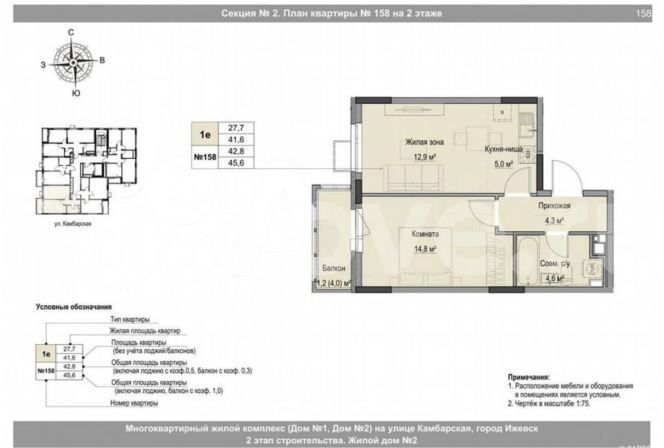 Секция № 2. План квартиры № 158 на 2 этаже
158
С
З
В
Ю
ул. Камбарская
1е
27,7
41,6
№158
42,8
45,6
Жилая зона
12,9 м²
Кухня-ниша
5,0 м²
х
Прихожая
4,3 м²
Комната
14,8 м²
Балкон
1,2 (4,0) м²
Совм. с/у
4,6 м²
Условные обозначения
Тип квартиры
Жилая площадь квартир
Площадь квартиры
(без учёта лоджий/балконов)
Общая площадь квартиры
(включая лоджию с коэф.0,5, балкон с коэф. 0,3)
Общая площадь квартиры
(включая лоджию, балкон с коэф. 1,0)
Номер квартиры
1е
27,7
41,6
№158
42,8
45,6
Примечания:
1. Расположение мебели и оборудования
в помещениях является условным.
2. Чертёж в масштабе 1:75.
Многоквартирный жилой комплекс (Дом №1, Дом №2) на улице Камбарская, город Ижевск
2 этап строительства. Жилой дом №2